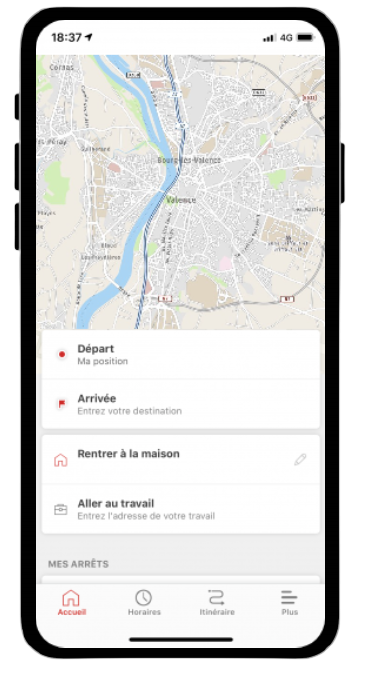 18:37
4G
Cornas
Guilherand
Bourg-lès-Valence
Valence
Départ
Ma position
Arrivée
Entrez votre destination
Rentrer à la maison
Aller au travail
Entrez l'adresse de votre travail
MES ARRÊTS
Accueil
Horaires
Itinéraire
Plus